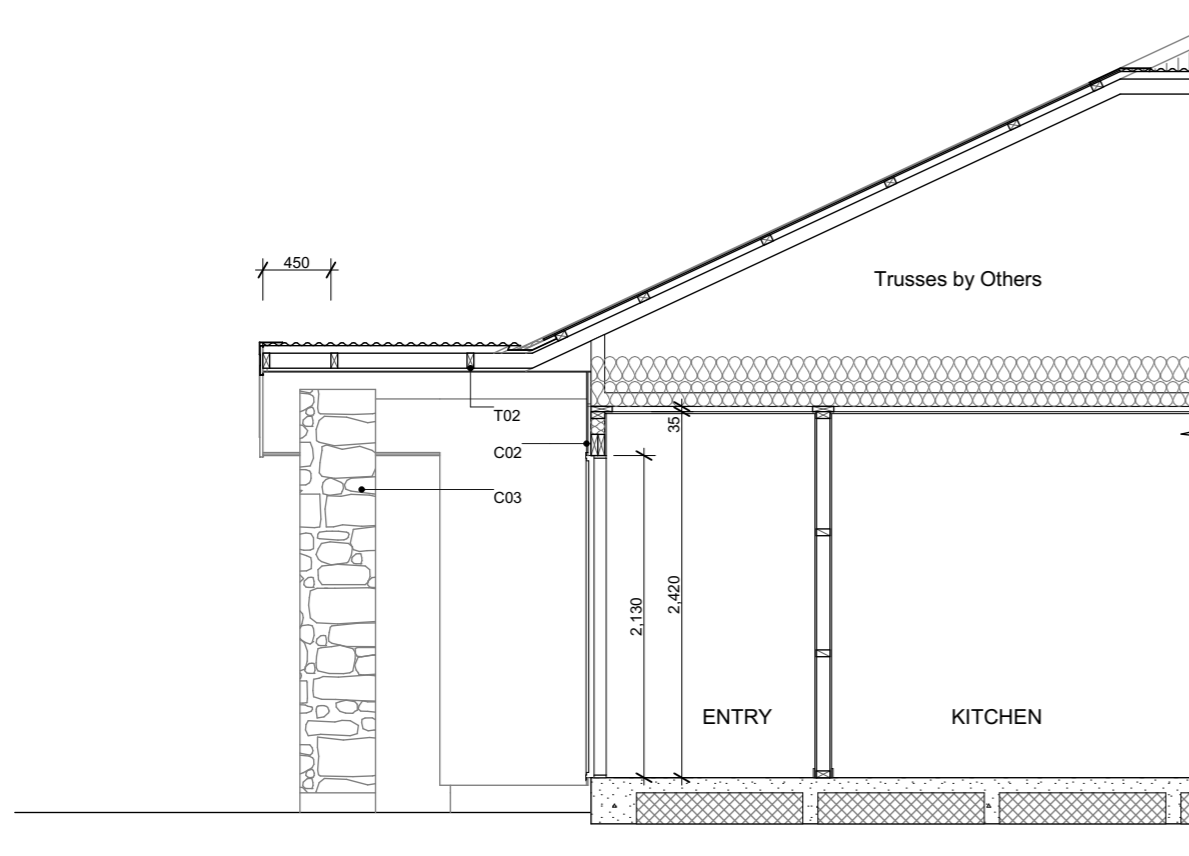 450
Trusses by Others
T02
35
C02
C03
2,420
2,130
ENTRY
KITCHEN